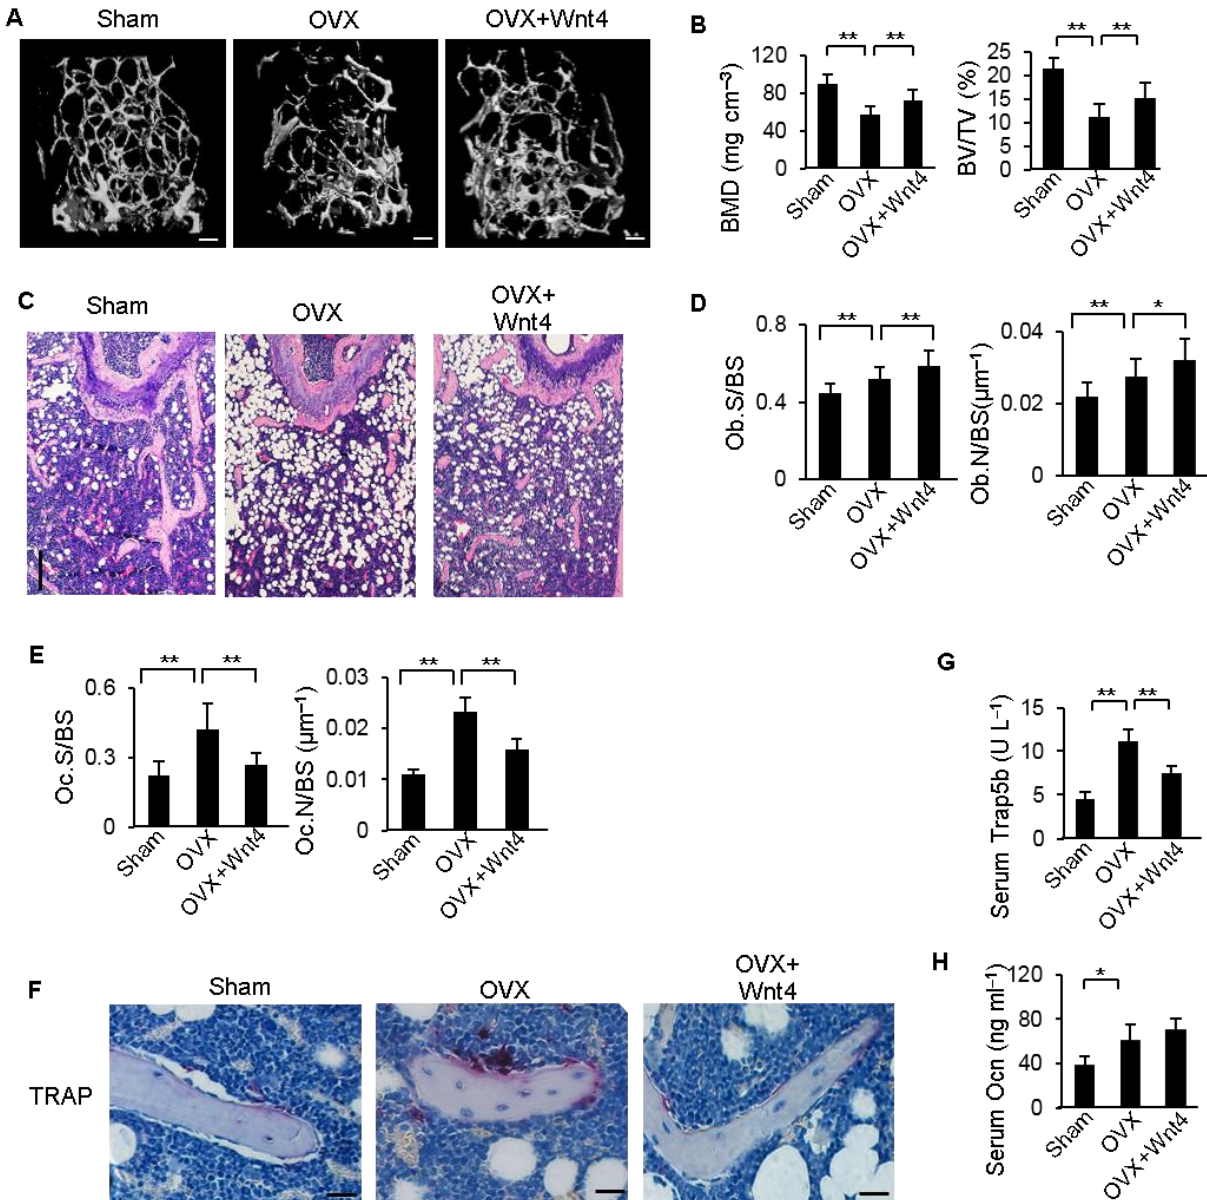 A
Sham
OVX
OVX+Wnt4
B
BMD (mg cm⁻³)
120
80
40
0
** **
Sham
OVX
OVX+Wnt4
BV/TV (%)
25
20
15
10
5
0
** **
Sham
OVX
OVX+Wnt4
C
Sham
OVX
OVX+
Wnt4
D
Ob.S/BS
0.8
0.4
0
** **
Sham
OVX
OVX+Wnt4
Ob.N/BS(µm⁻¹)
0.04
0.02
0
** *
Sham
OVX
OVX+Wnt4
E
Oc.S/BS
0.6
0.3
0
** **
Sham
OVX
OVX+Wnt4
Oc.N/BS (µm⁻¹)
0.03
0.02
0.01
0
** **
Sham
OVX
OVX+Wnt4
G
Serum Trap5b (U L⁻¹)
15
10
5
0
** **
Sham
OVX
OVX+Wnt4
F
Sham
OVX
OVX+
Wnt4
TRAP
H
Serum Ocn (ng ml⁻¹)
120
80
40
0
*
Sham
OVX
OVX+Wnt4